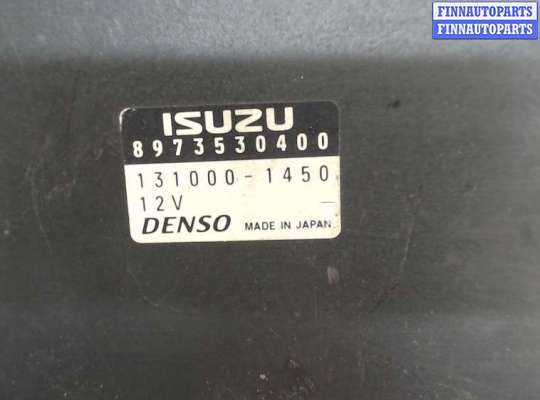 FINNAUTOPARTS
FINNAUTOPARTS
ISUZU
8973530400
131000-1450
12V –
DENSO MADE IN JAPAN